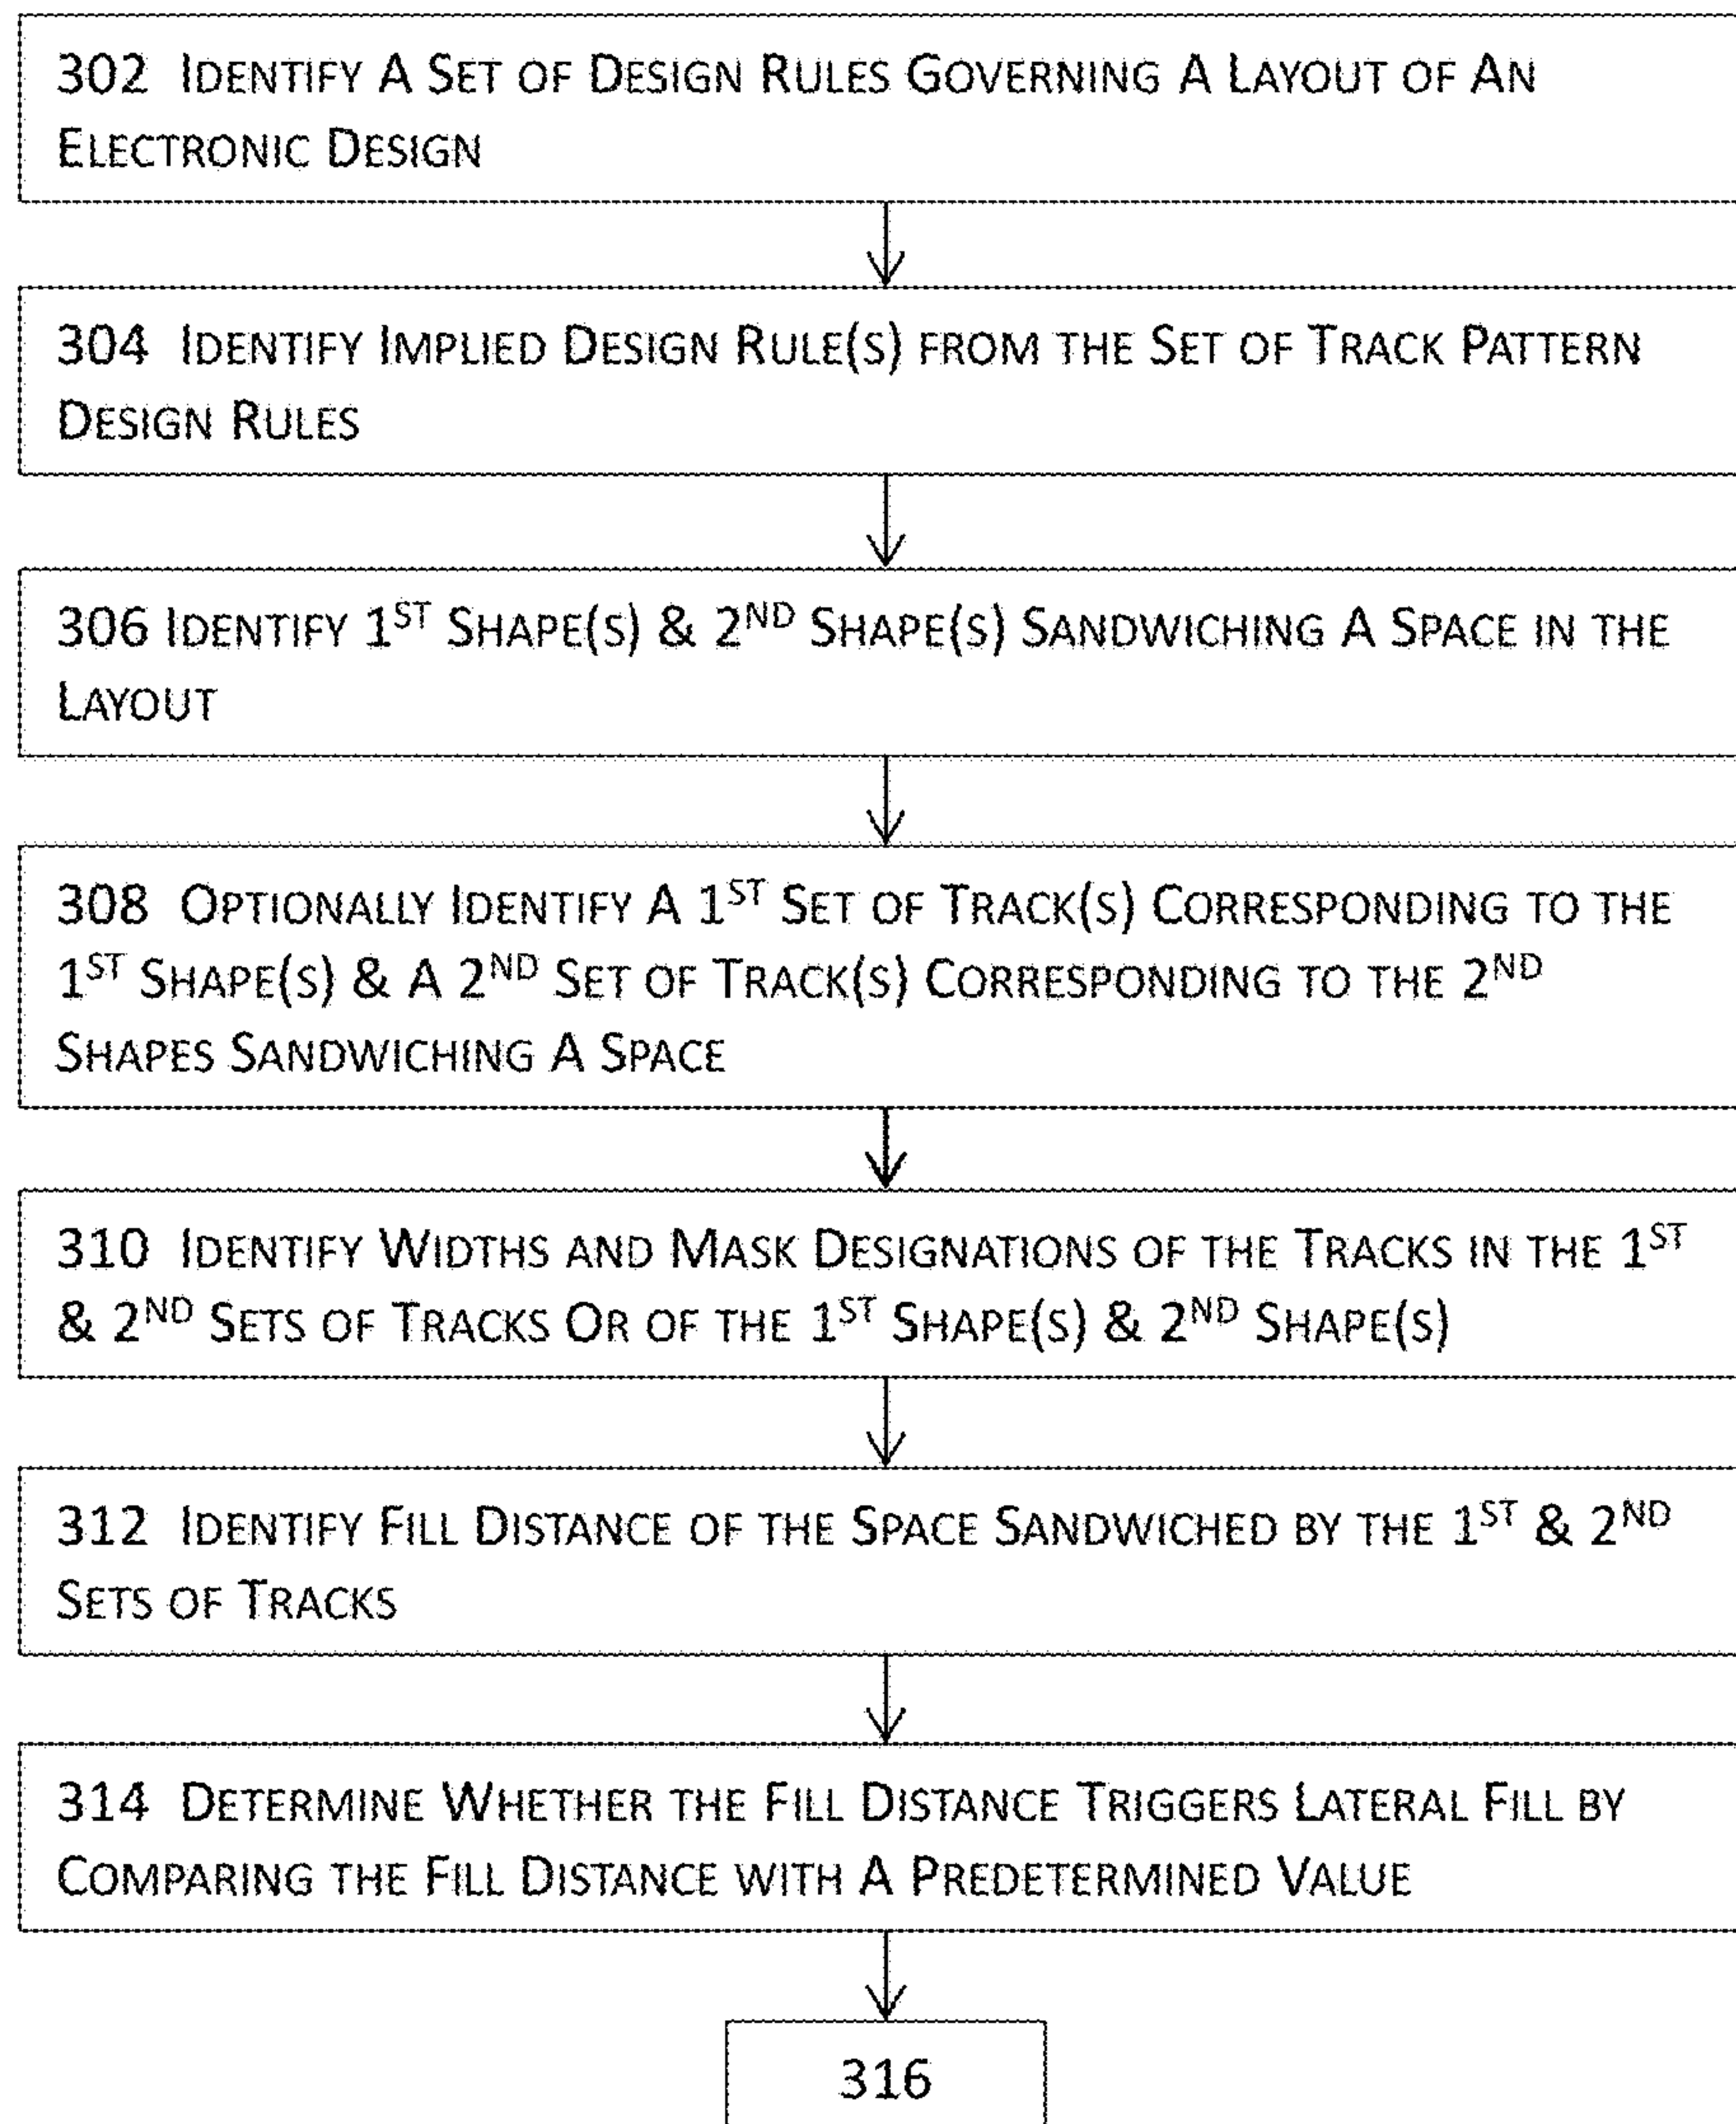 302 Identify A Set of Design Rules Governing A Layout of An
Electronic Design
304 Identify Implied Design Rule(s) from the Set of Track Pattern
Design Rules
306 Identify 1st Shape(s) & 2nd Shape(s) Sandwiching A Space in the
Layout
308 Optionally Identify A 1st Set of Track(s) Corresponding to the
1st Shape(s) & A 2nd Set of Track(s) Corresponding to the 2nd
Shapes Sandwiching A Space
310 Identify Widths and Mask Designations of the Tracks in the 1st
& 2nd Sets of Tracks Or of the 1st Shape(s) & 2nd Shape(s)
312 Identify Fill Distance of the Space Sandwiched by the 1st & 2nd
Sets of Tracks
314 Determine Whether the Fill Distance Triggers Lateral Fill by
Comparing the Fill Distance with A Predetermined Value
316